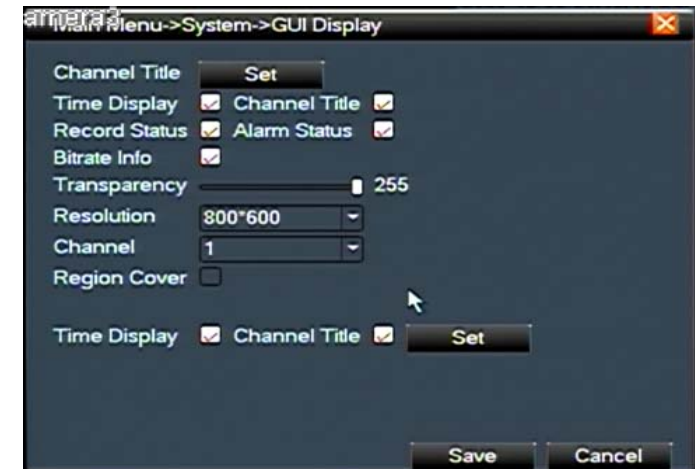 amera3
Main Menu->System->GUI Display
Channel Title Set
Time Display Channel Title
Record Status Alarm Status
Bitrate Info
Transparency 255
Resolution 800*600
Channel 1
Region Cover
Time Display Channel Title Set
Save Cancel